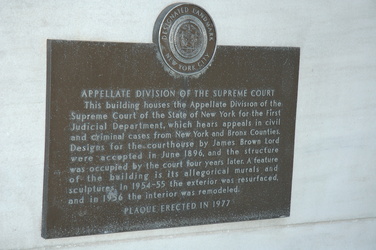 DESIGNATED LANDMARK
NEW YORK CITY
APPELLATE DIVISION OF THE SUPREME COURT
This building houses the Appellate Division of the
Supreme Court of the State of New York for the First
Judicial Department, which hears appeals in civil
and criminal cases from New York and Bronx Counties.
Designs for the courthouse by James Brown Lord
were accepted in June 1896, and the structure
was occupied by the court four years later. A feature
of the building is its allegorical murals and
sculptures. In 1954-55 the exterior was resurfaced,
and in 1956 the interior was remodeled.
PLAQUE ERECTED IN 1977